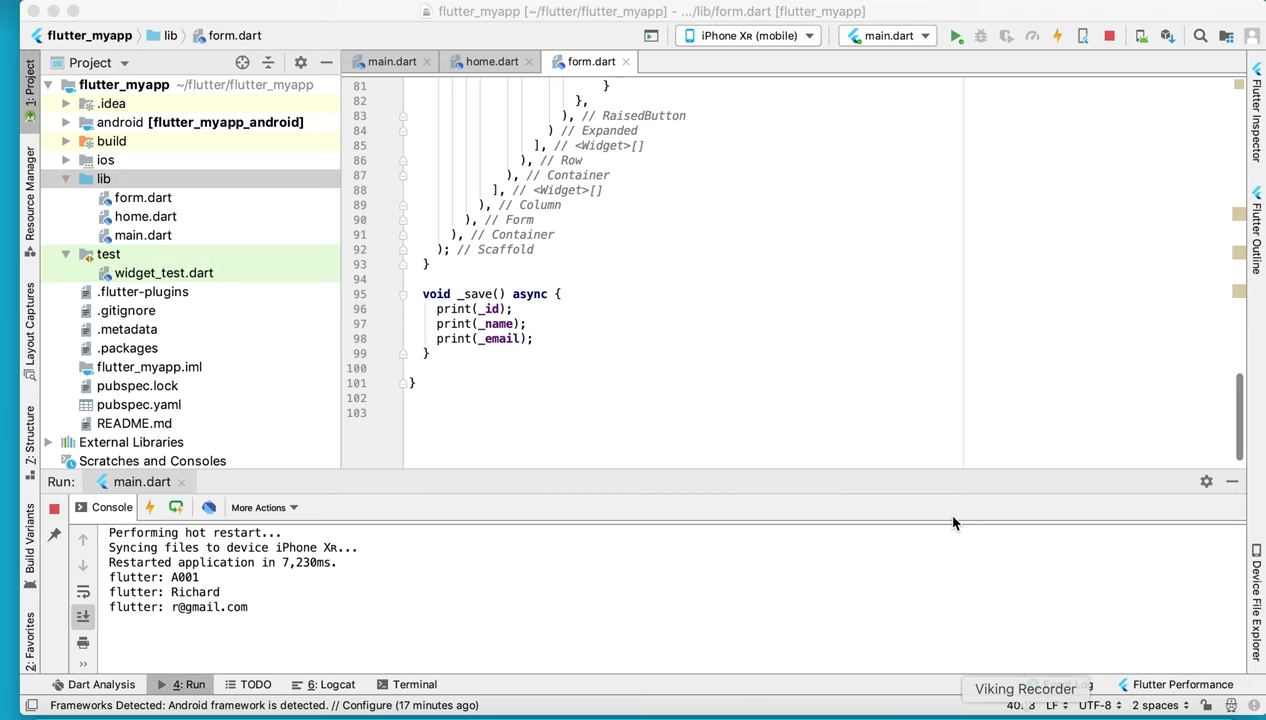 flutter_myapp [~/flutter/flutter_myapp] - .../lib/form.dart [flutter_myapp]
flutter_myapp lib form.dart iPhone Xʀ (mobile) main.dart
1: Project
Resource Manager
Layout Captures
Z: Structure
Build Variants
2: Favorites
Project
flutter_myapp ~/flutter/flutter_myapp
.idea
android [flutter_myapp_android]
build
ios
lib
form.dart
home.dart
main.dart
test
widget_test.dart
.flutter-plugins
.gitignore
.metadata
.packages
flutter_myapp.iml
pubspec.lock
pubspec.yaml
README.md
External Libraries
Scratches and Consoles
main.dart home.dart form.dart
81 }
82 },
83 ), // RaisedButton
84 ) // Expanded
85 ], // <Widget>[]
86 ), // Row
87 ), // Container
88 ], // <Widget>[]
89 ), // Column
90 ), // Form
91 ), // Container
92 ); // Scaffold
93 }
94
95 void _save() async {
96 print(_id);
97 print(_name);
98 print(_email);
99 }
100
101 }
102
103
Flutter Inspector
Flutter Outline
Device File Explorer
Run: main.dart
Console More Actions
Performing hot restart...
Syncing files to device iPhone Xʀ...
Restarted application in 7,230ms.
flutter: A001
flutter: Richard
flutter: r@gmail.com
Dart Analysis 4: Run TODO 6: Logcat Terminal Flutter Performance
Viking Recorder
Frameworks Detected: Android framework is detected. // Configure (17 minutes ago) LF UTF-8 2 spaces